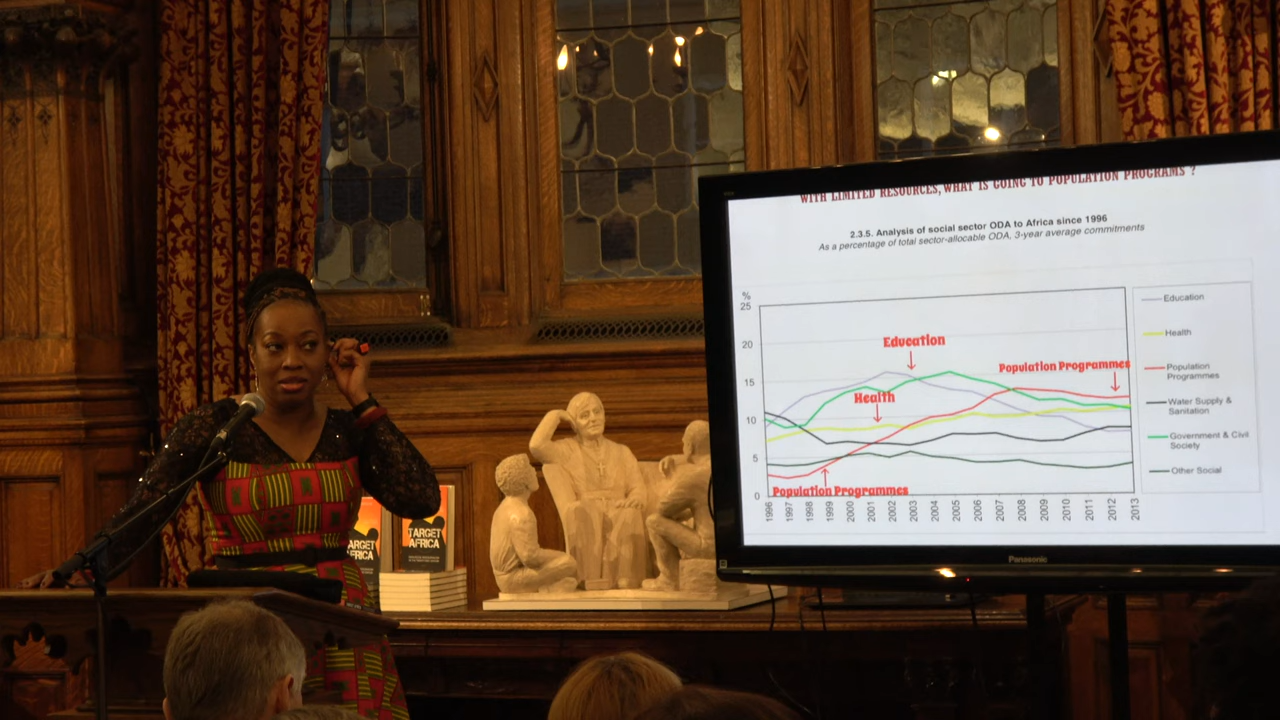 WITH LIMITED RESOURCES, WHAT IS GOING TO POPULATION PROGRAMS ?
2.3.5. Analysis of social sector ODA to Africa since 1996
As a percentage of total sector-allocable ODA, 3-year average commitments
%
25
20
15
10
5
0
Education
Health
Population Programmes
Population Programmes
1996
1997
1998
1999
2000
2001
2002
2003
2004
2005
2006
2007
2008
2009
2010
2011
2012
2013
Education
Health
Population
Programmes
Water Supply &
Sanitation
Government & Civil
Society
Other Social
Panasonic
TARGET
AFRICA
TARGET
AFRICA